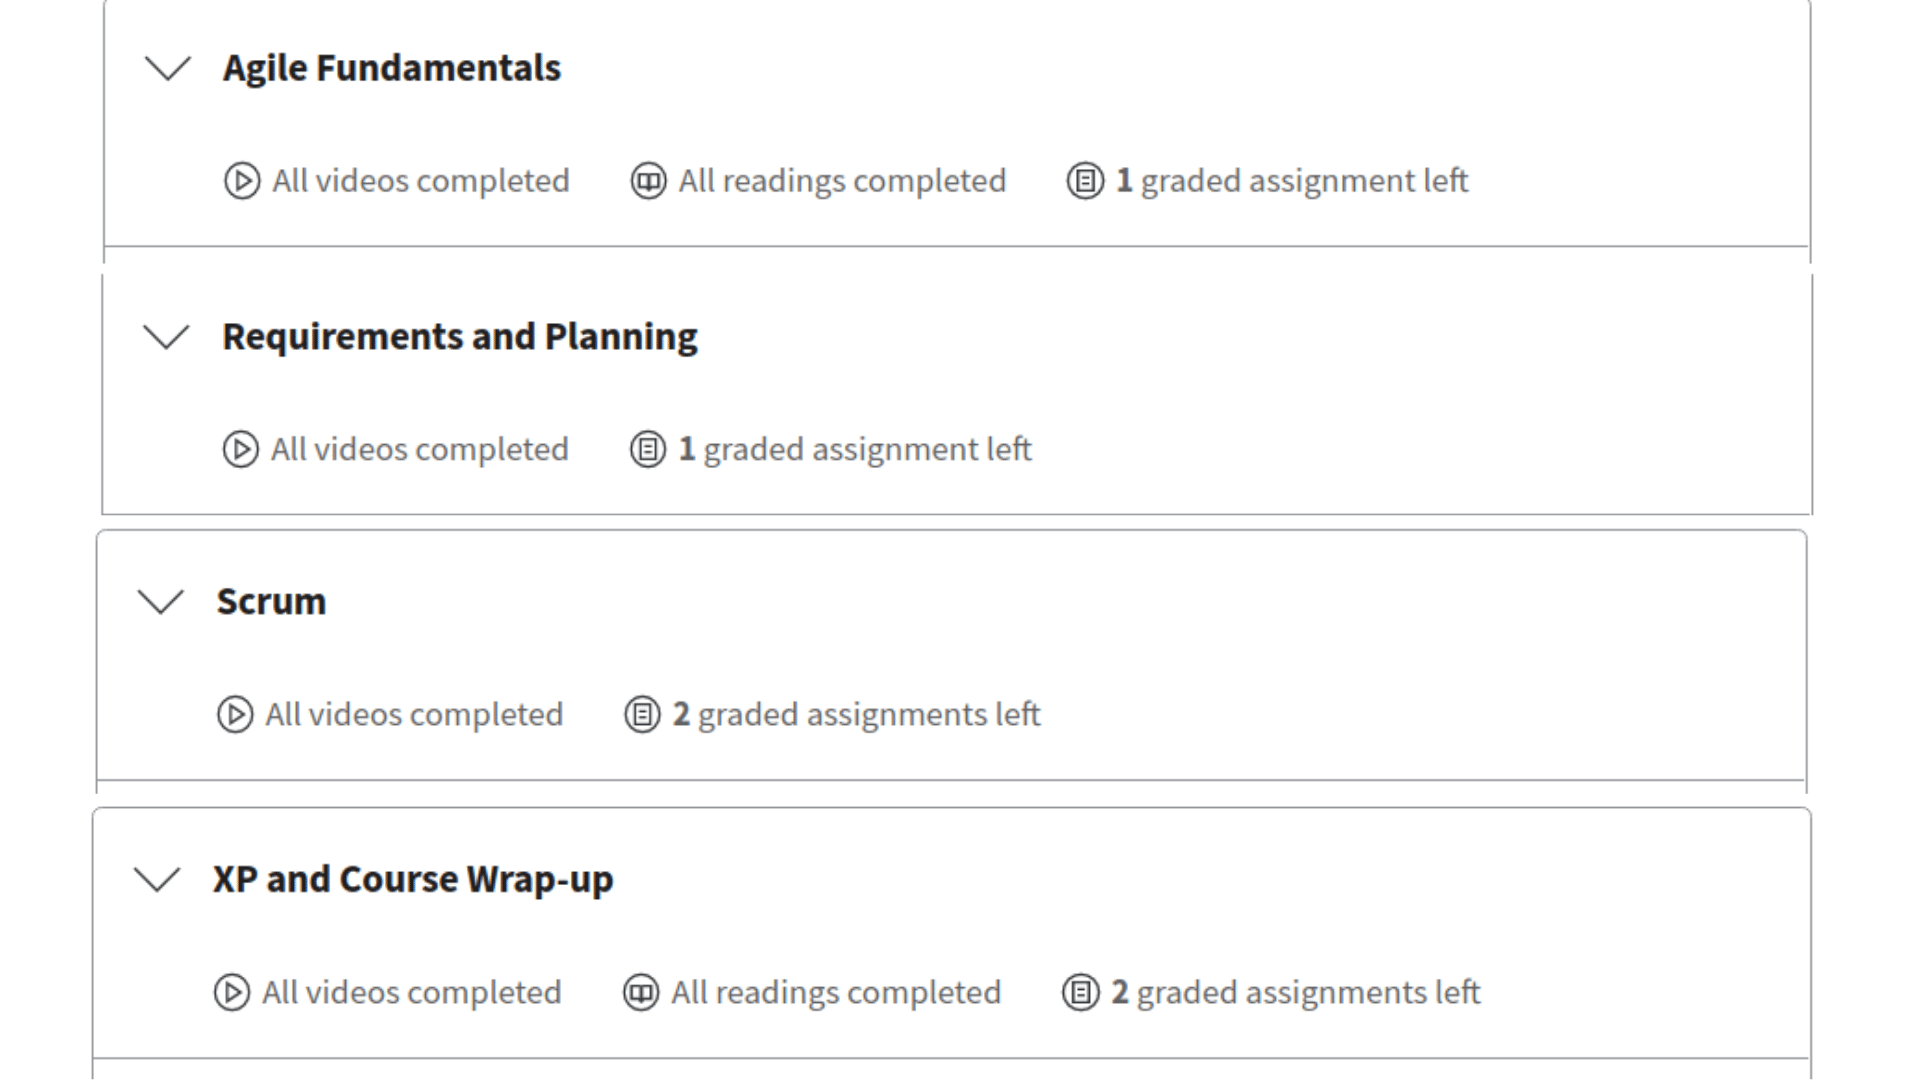 Agile Fundamentals
All videos completed All readings completed 1 graded assignment left
Requirements and Planning
All videos completed 1 graded assignment left
Scrum
All videos completed 2 graded assignments left
XP and Course Wrap-up
All videos completed All readings completed 2 graded assignments left